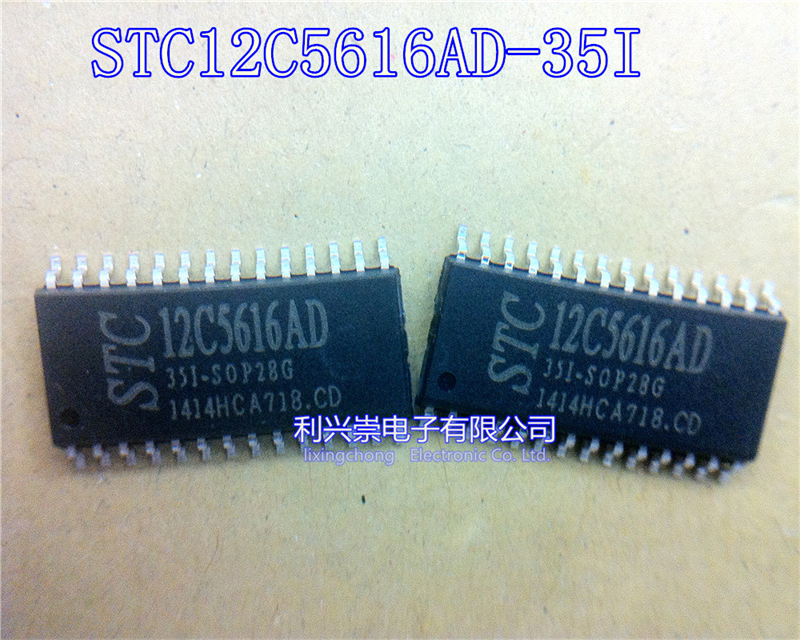 STC12C5616AD-35I
STC
12C5616AD
35I-SOP28G
1414HCA718.CD
STC
12C5616AD
35I-SOP28G
1414HCA718.CD
利兴崇电子有限公司
lixingchong Electronic Co. Ltd.